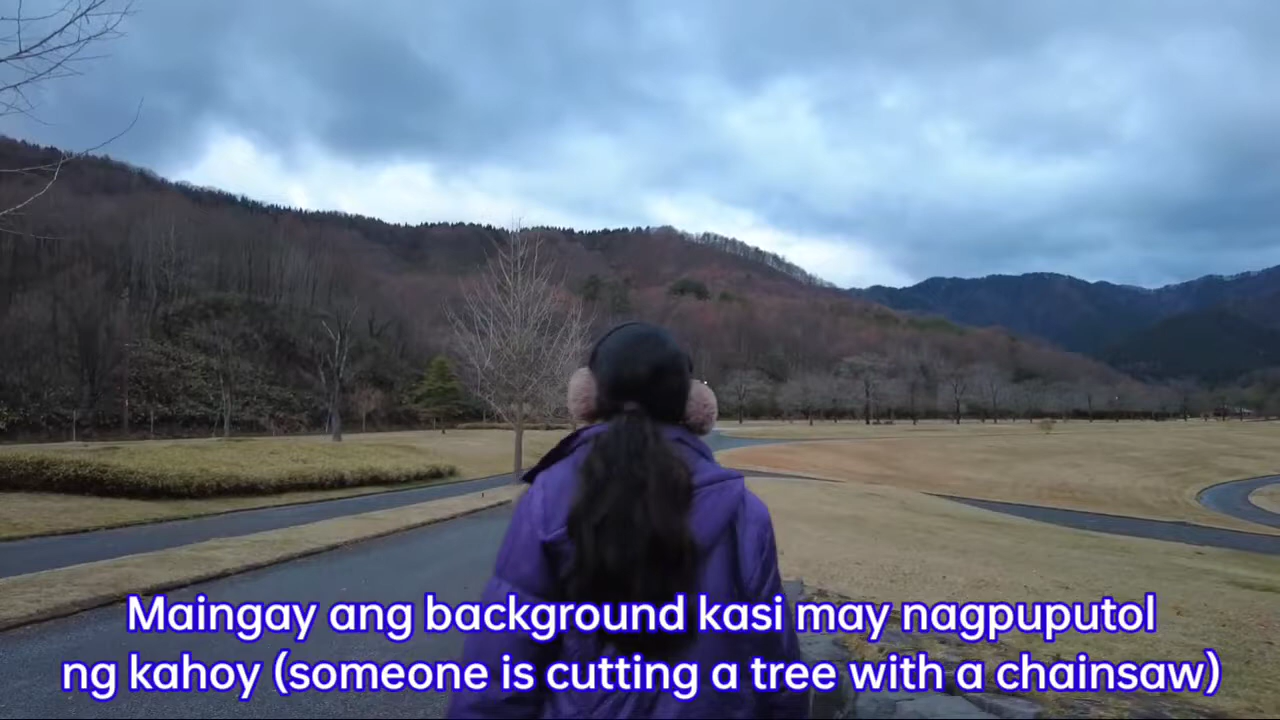 Maingay ang background kasi may nagpuputol
ng kahoy (someone is cutting a tree with a chainsaw)